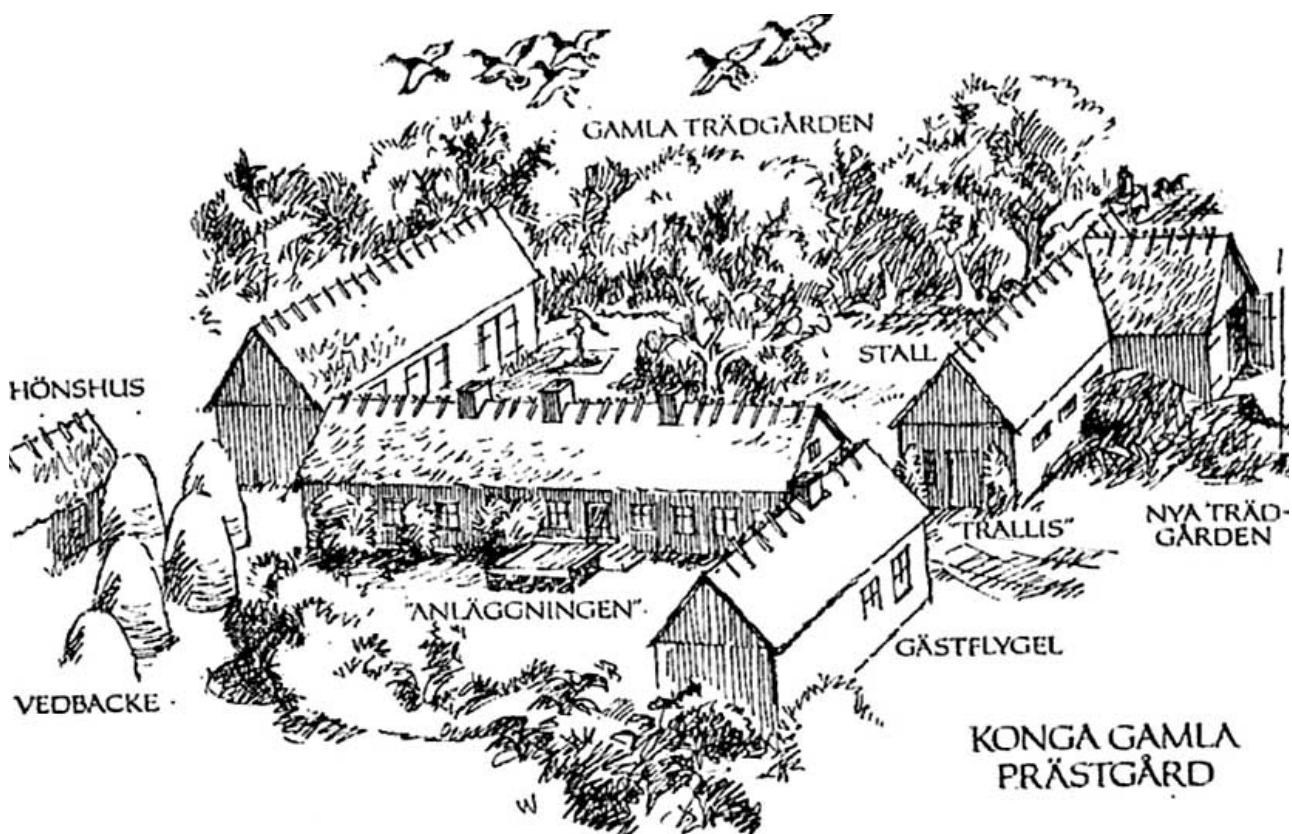 GAMLA TRÄDGÅRDEN
STALL
HÖNSHUS
"TRALLIS"
NYA TRÄD-
GÅRDEN
"ANLÄGGNINGEN"
GÄSTFLYGEL
VEDBACKE
KONGA GAMLA
PRÄSTGÅRD